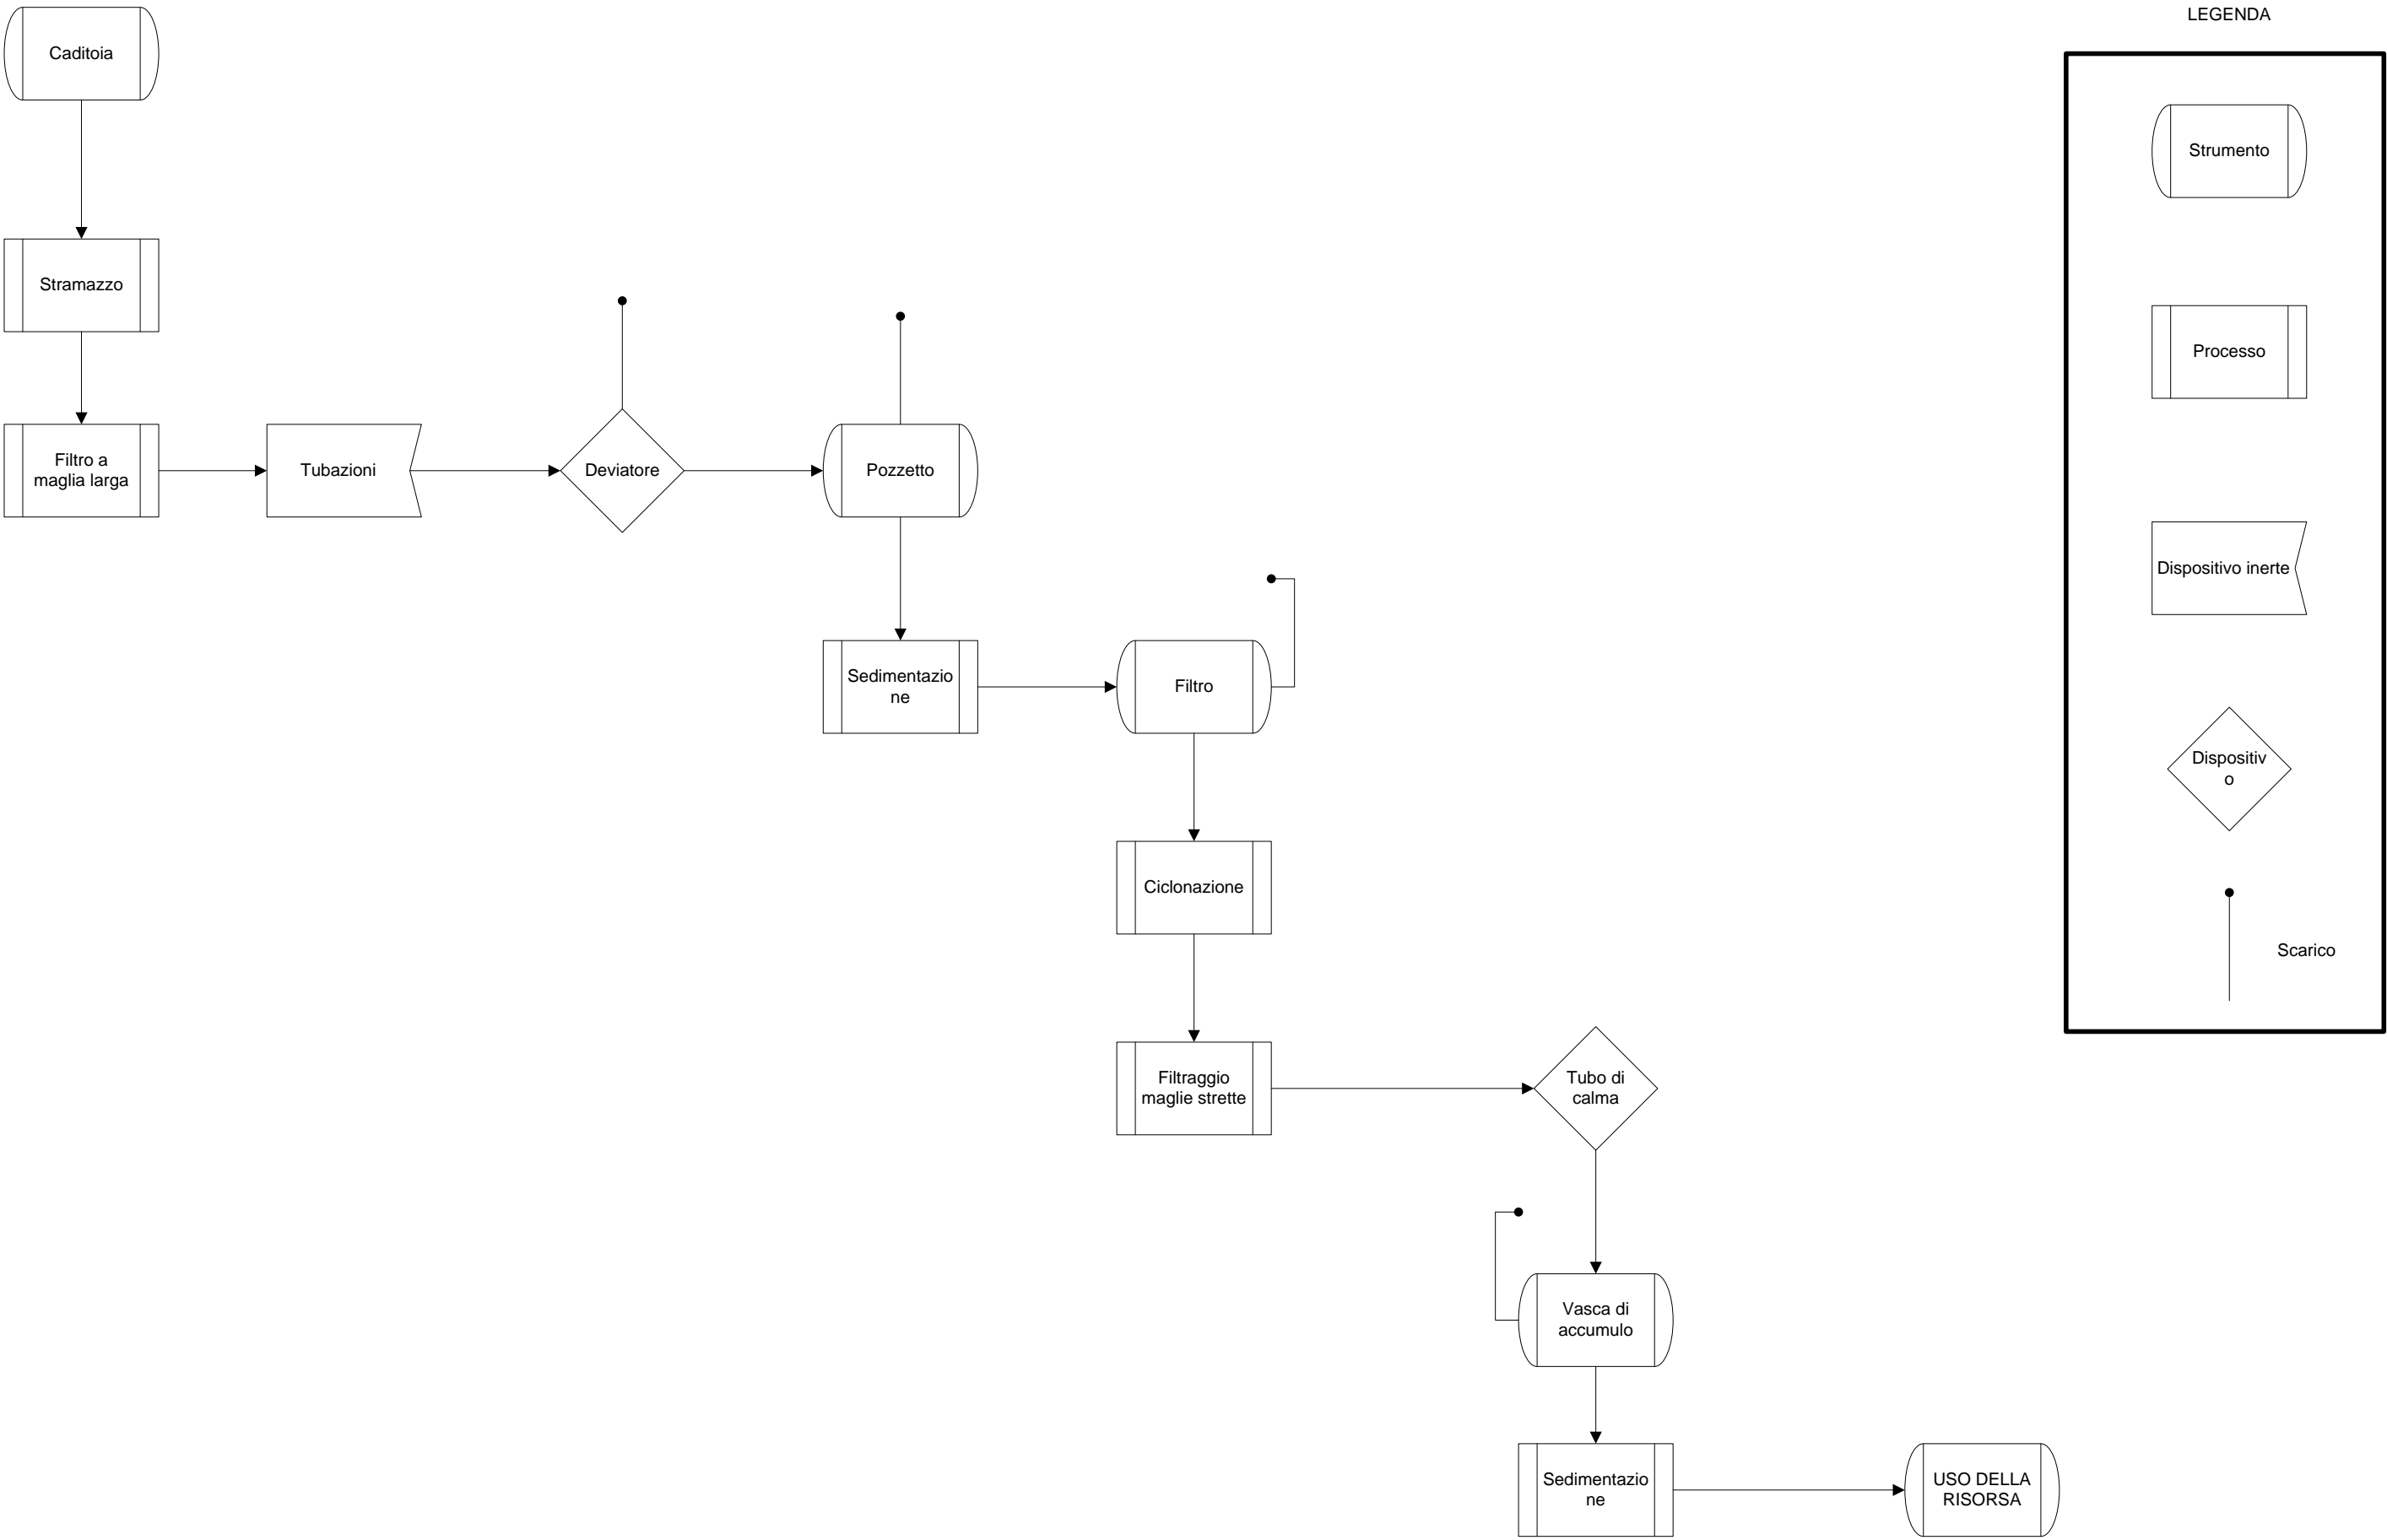 LEGENDA
Caditoia
Strumento
Stramazzo
Processo
Filtro a
maglia larga
Tubazioni
Deviatore
Pozzetto
Dispositivo inerte
Sedimentazio
ne
Filtro
Dispositiv
o
Ciclonazione
Scarico
Filtraggio
maglie strette
Tubo di
calma
Vasca di
accumulo
Sedimentazio
ne
USO DELLA
RISORSA